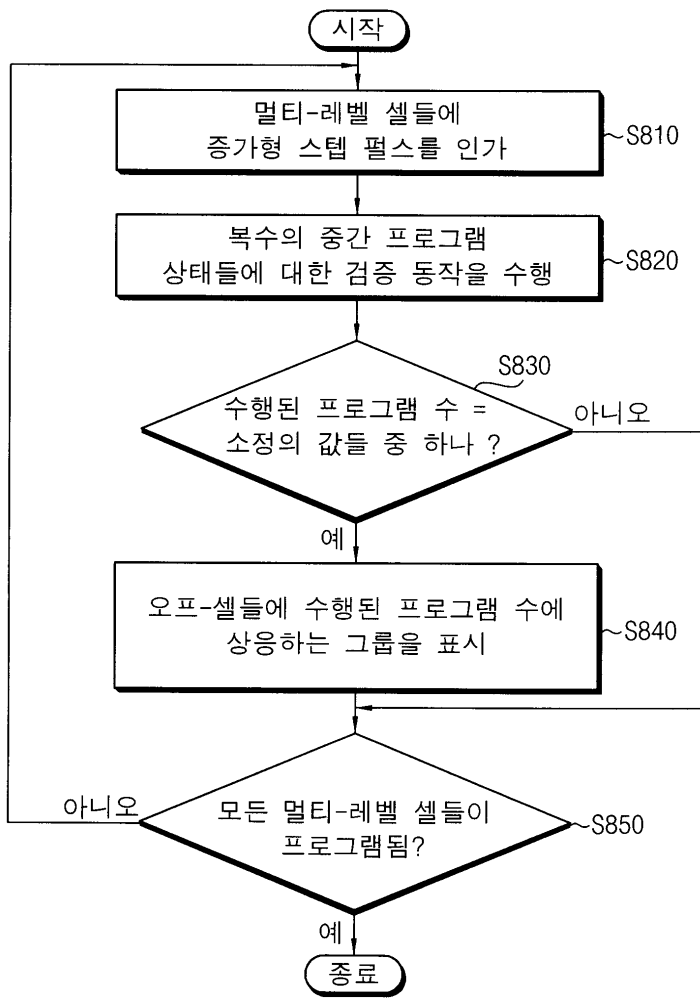 시작
멀티-레벨 셀들에
증가형 스텝 펄스를 인가
S810
복수의 중간 프로그램
상태들에 대한 검증 동작을 수행
S820
S830
수행된 프로그램 수 =
소정의 값들 중 하나 ?
아니오
예
오프-셀들에 수행된 프로그램 수에
상응하는 그룹을 표시
S840
아니오
모든 멀티-레벨 셀들이
프로그램됨?
S850
예
종료